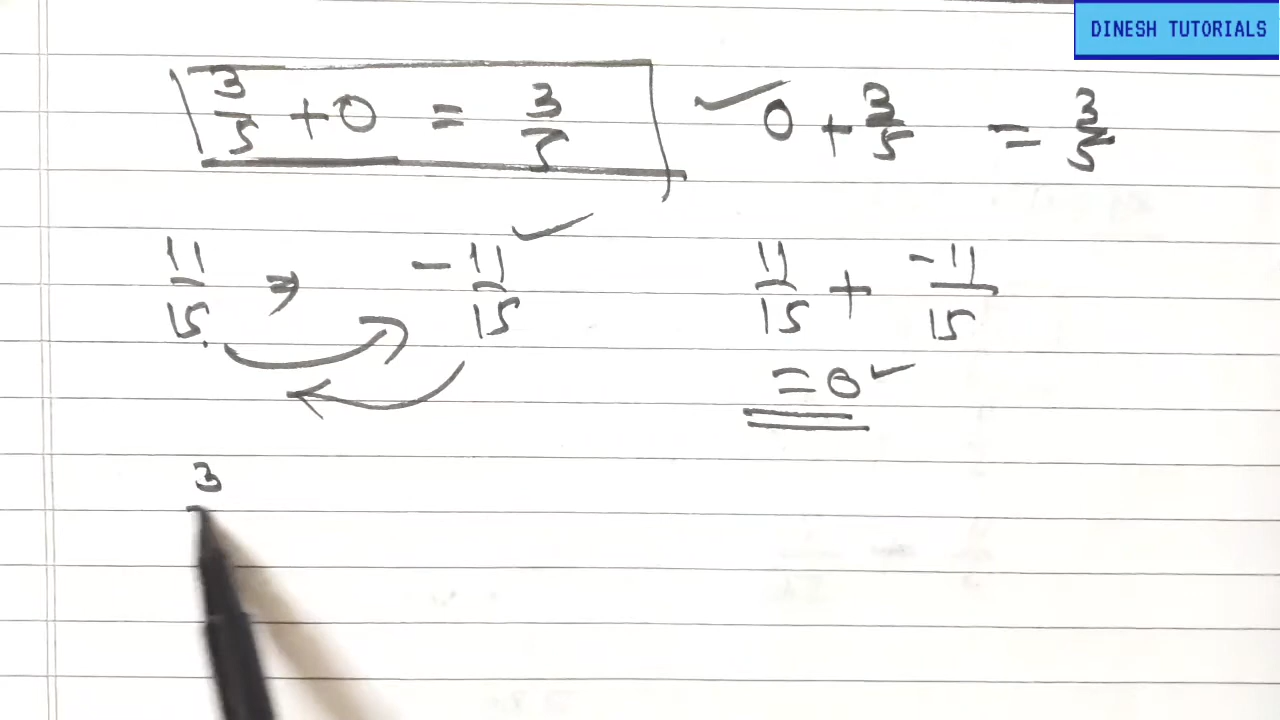 DINESH TUTORIALS
3/5 + 0 = 3/5 ✓ 0 + 3/5 = 3/5
11/15 ⇒ -11/15 ✓ 11/15 + -11/15
= 0 ✓
3